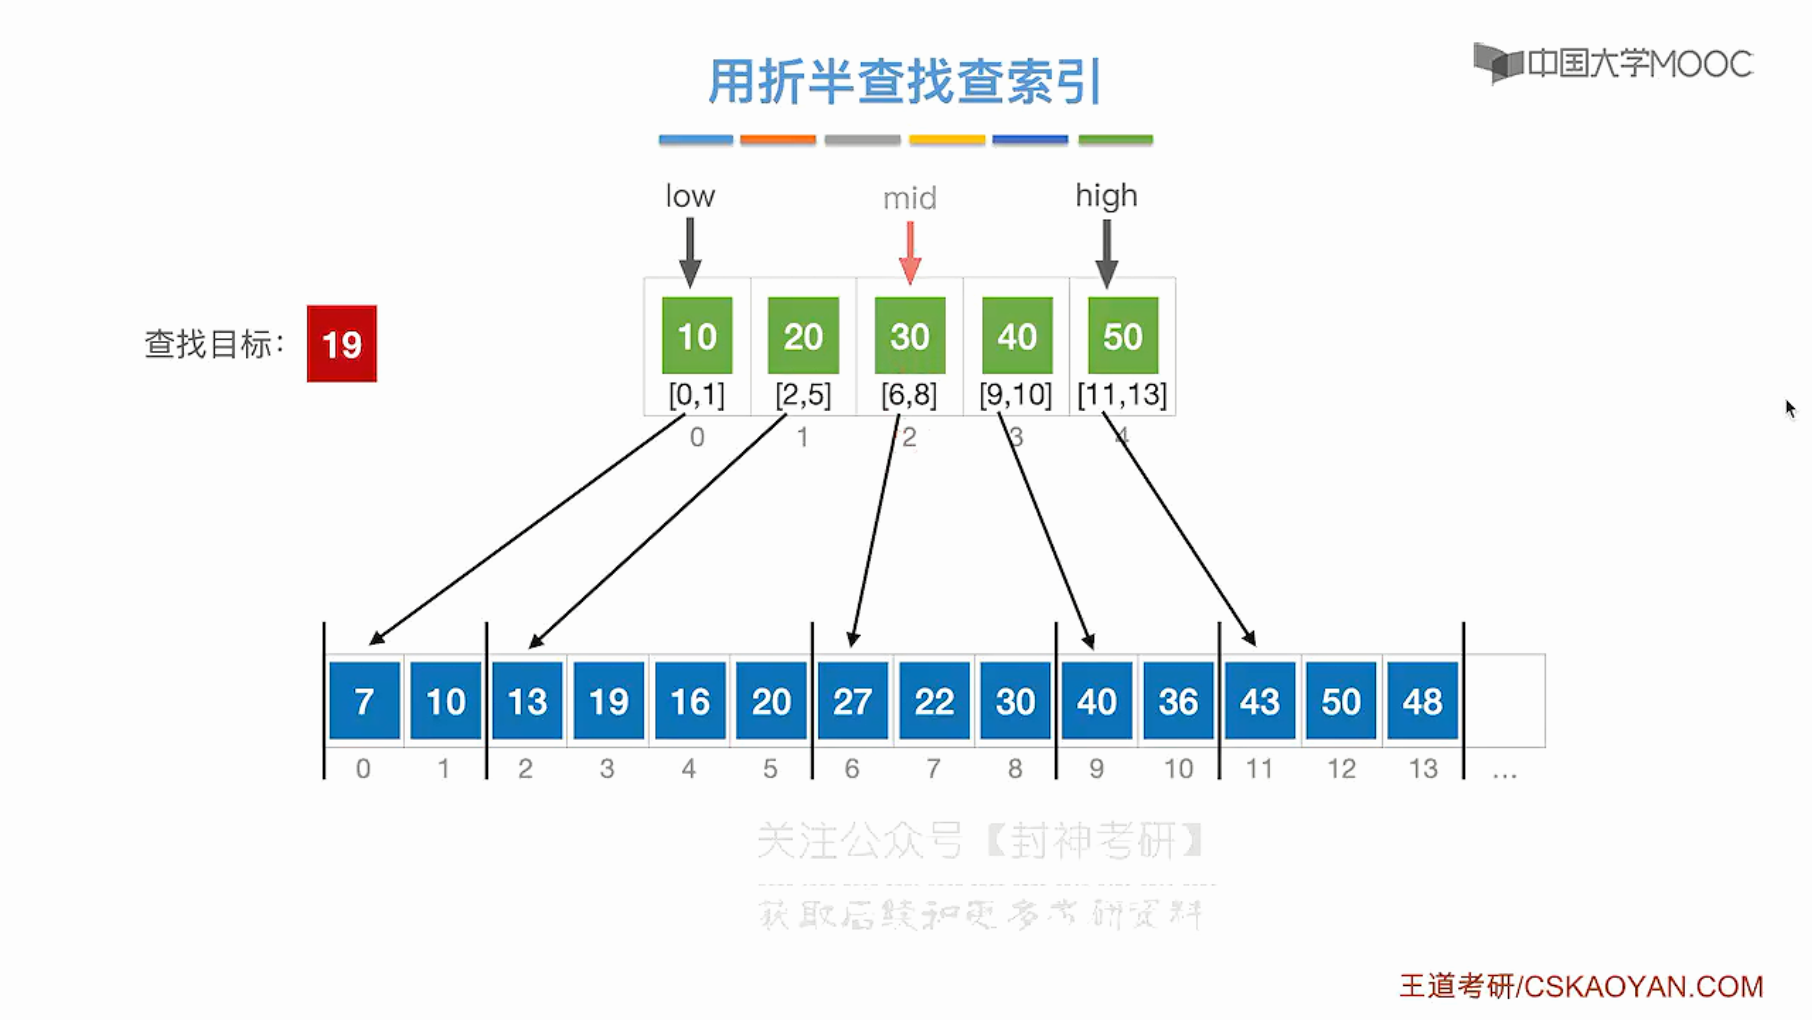 中国大学MOOC
用折半查找查索引
low mid high
查找目标： 19
10 20 30 40 50
[0,1] [2,5] [6,8] [9,10] [11,13]
0 1 2 3 4
7 10 13 19 16 20 27 22 30 40 36 43 50 48
0 1 2 3 4 5 6 7 8 9 10 11 12 13 ...
关注公众号【封神考研】
获取后续和更多考研资料
王道考研/CSKAOYAN.COM